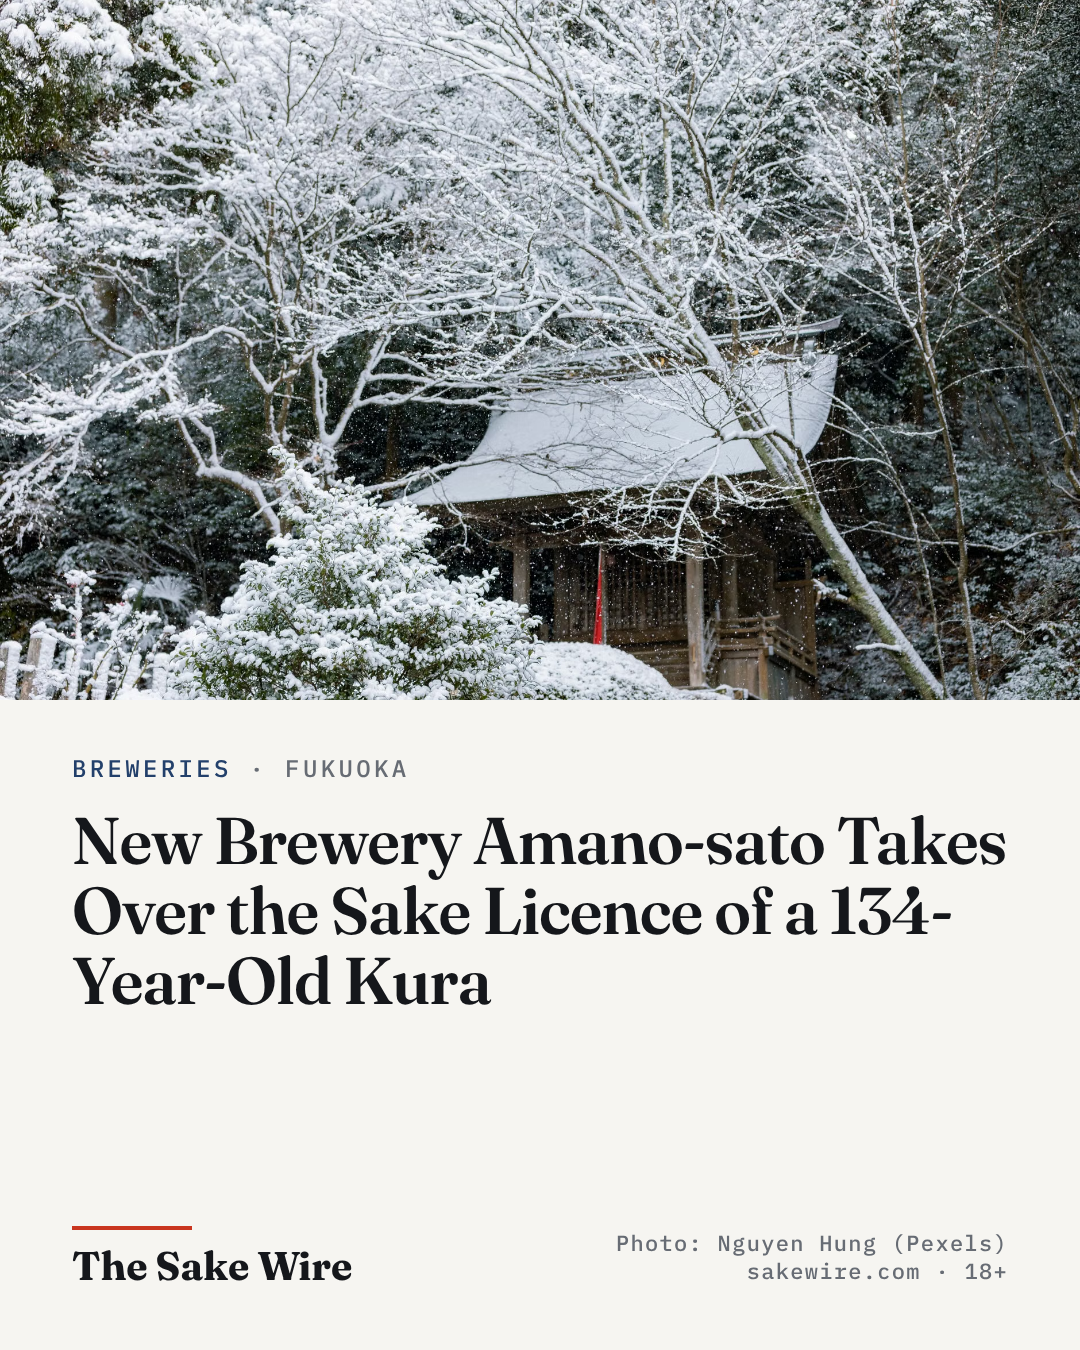 BREWERIES · FUKUOKA
New Brewery Amano-sato Takes
Over the Sake Licence of a 134-
Year-Old Kura
The Sake Wire
Photo: Nguyen Hung (Pexels)
sakewire.com · 18+